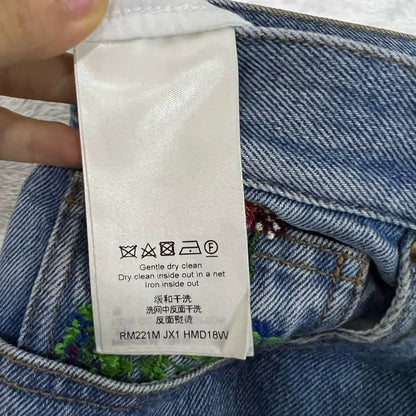 Gentle dry clean
Dry clean inside out in a net
Iron inside out
缓和干洗
洗网中反面干洗
反面熨烫
RM221M JX1 HMD18W